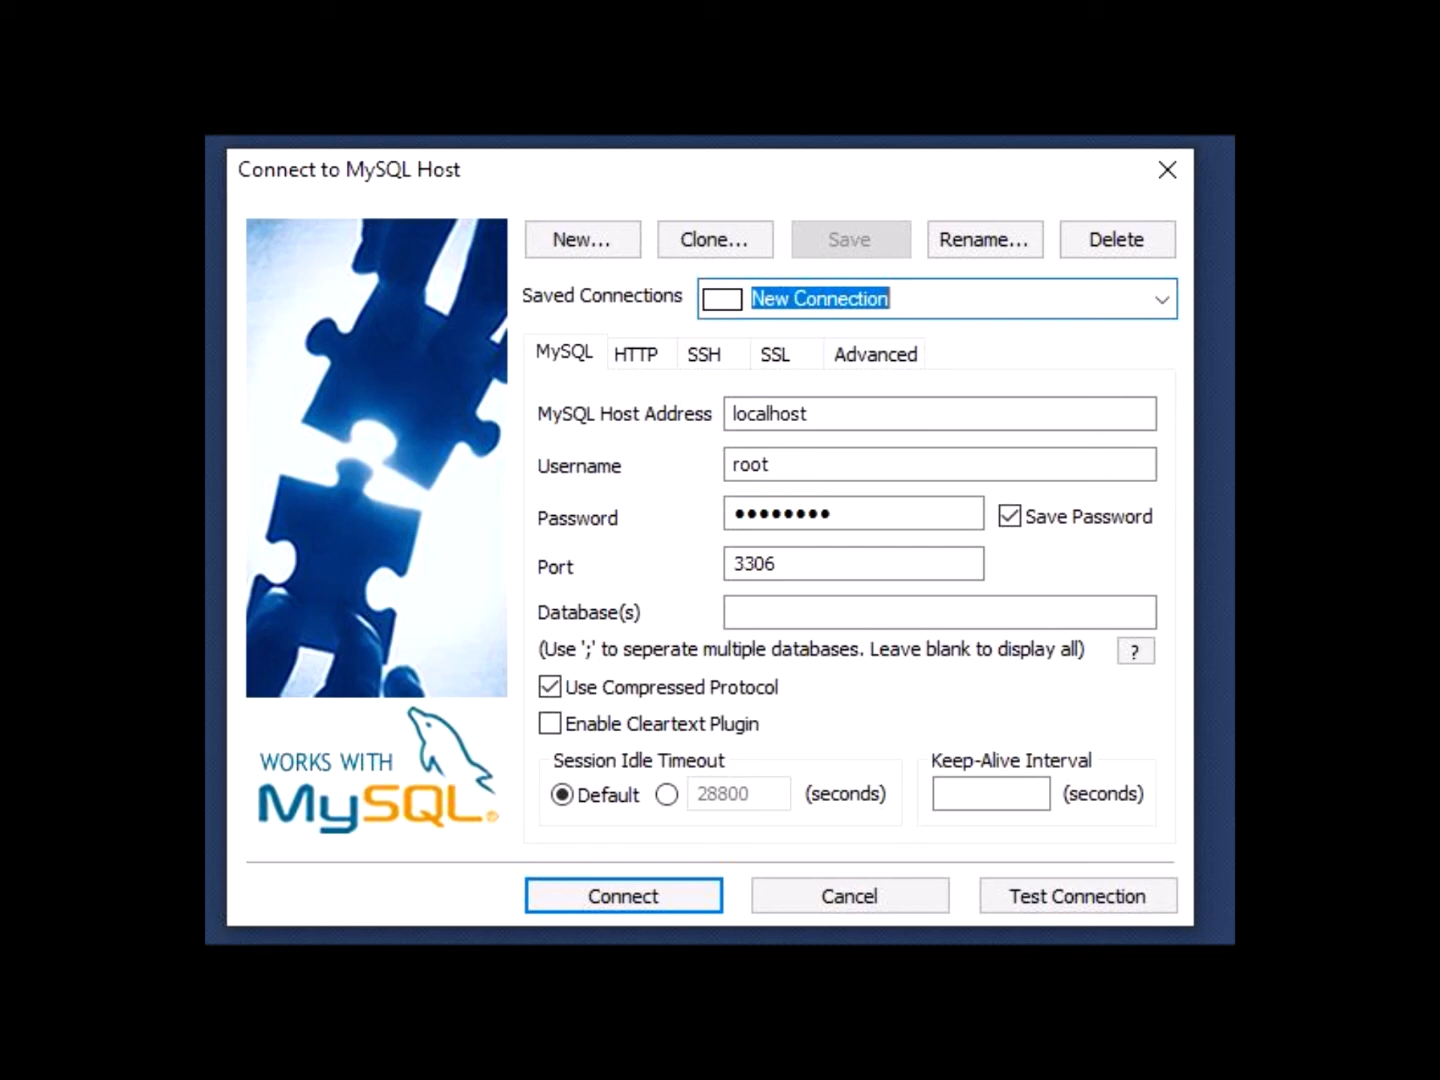 Connect to MySQL Host
New... Clone... Save Rename... Delete
Saved Connections New Connection
MySQL HTTP SSH SSL Advanced
MySQL Host Address localhost
Username root
Password •••••••• Save Password
Port 3306
Database(s)
(Use ';' to seperate multiple databases. Leave blank to display all) ?
Use Compressed Protocol
Enable Cleartext Plugin
Session Idle Timeout Keep-Alive Interval
Default 28800 (seconds) (seconds)
WORKS WITH
MySQL
Connect Cancel Test Connection